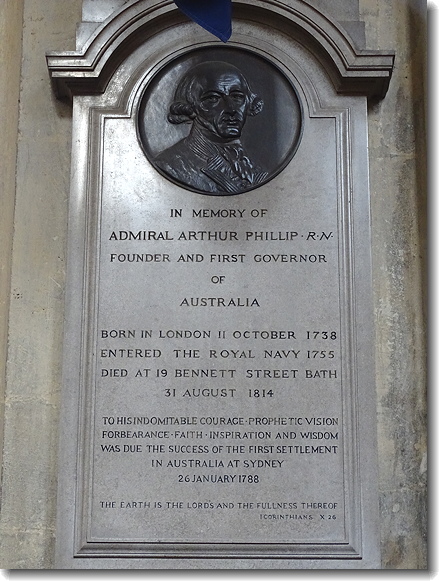 IN MEMORY OF
ADMIRAL ARTHUR PHILLIP · R·N·
FOUNDER AND FIRST GOVERNOR
OF
AUSTRALIA
BORN IN LONDON 11 OCTOBER 1738
ENTERED THE ROYAL NAVY 1755
DIED AT 19 BENNETT STREET BATH
31 AUGUST 1814
TO HIS INDOMITABLE COURAGE · PROPHETIC VISION
FORBEARANCE · FAITH · INSPIRATION AND WISDOM
WAS DUE THE SUCCESS OF THE FIRST SETTLEMENT
IN AUSTRALIA AT SYDNEY
26 JANUARY 1788
THE EARTH IS THE LORDS AND THE FULLNESS THEREOF
I CORINTHIANS . X 26